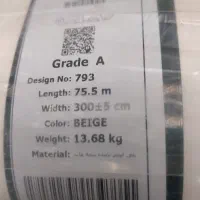 Grade A
Design No: 793
Length: 75.5 m
Width: 300±5 cm
Color: BEIGE
Weight: 13.68 kg
Material: